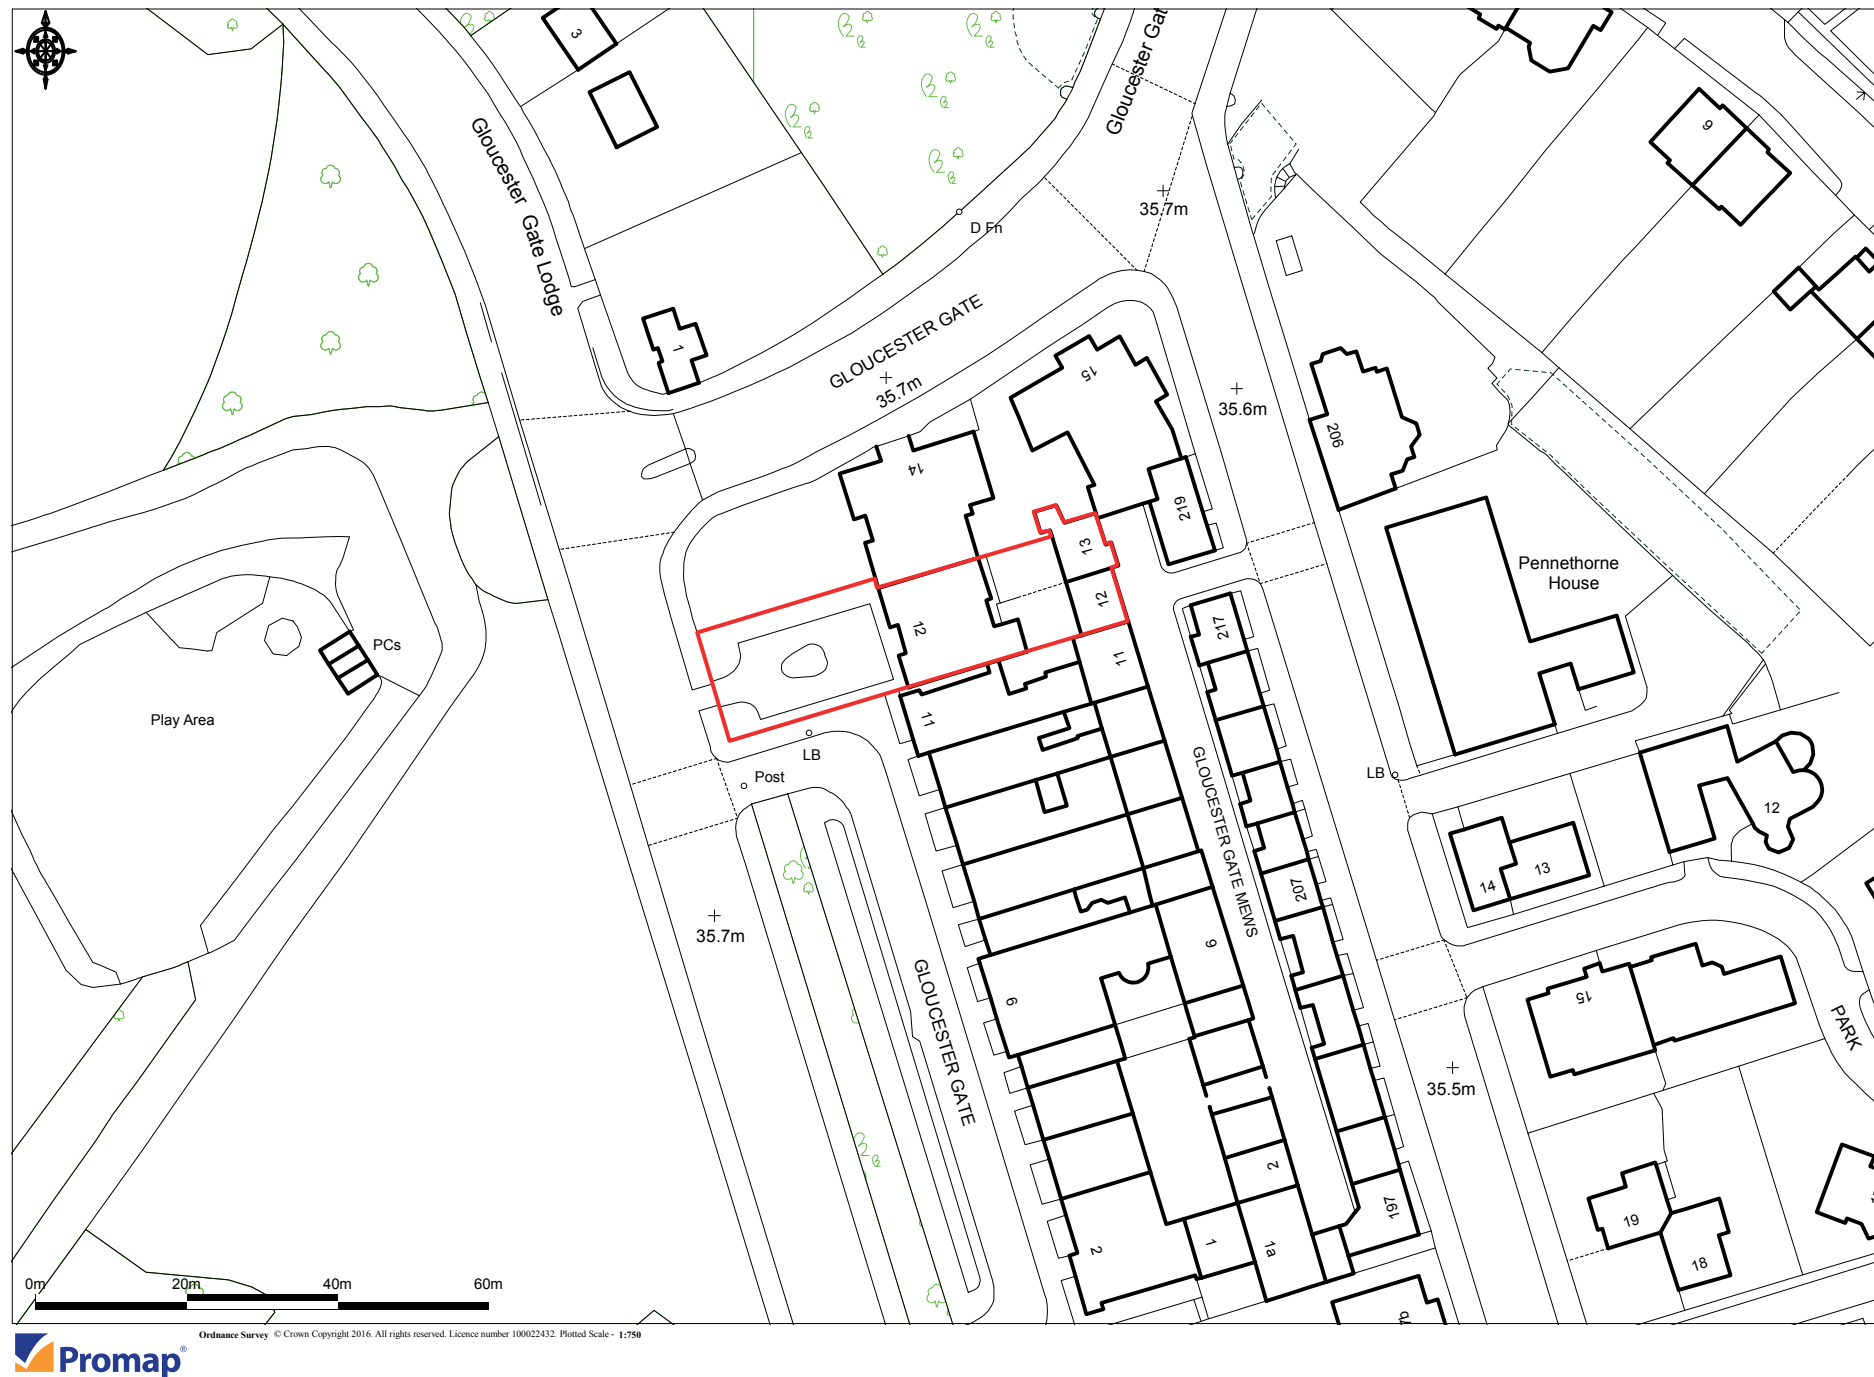 3
Gloucester Gat
9
Gloucester Gate Lodge
35.7m
D Fn
1
GLOUCESTER GATE
35.7m
15
35.6m
206
14
219
13
12
Pennethorne
House
12
217
11
PCs
Play Area
11
LB
Post
LB
GLOUCESTER GATE MEWS
12
14
13
207
35.7m
6
9
GLOUCESTER GATE
15
PARK
35.5m
2
197
19
18
2
1
1a
7b
0m
20m
40m
60m
Ordnance Survey © Crown Copyright 2016. All rights reserved. Licence number 100022432. Plotted Scale - 1:750
Promap®